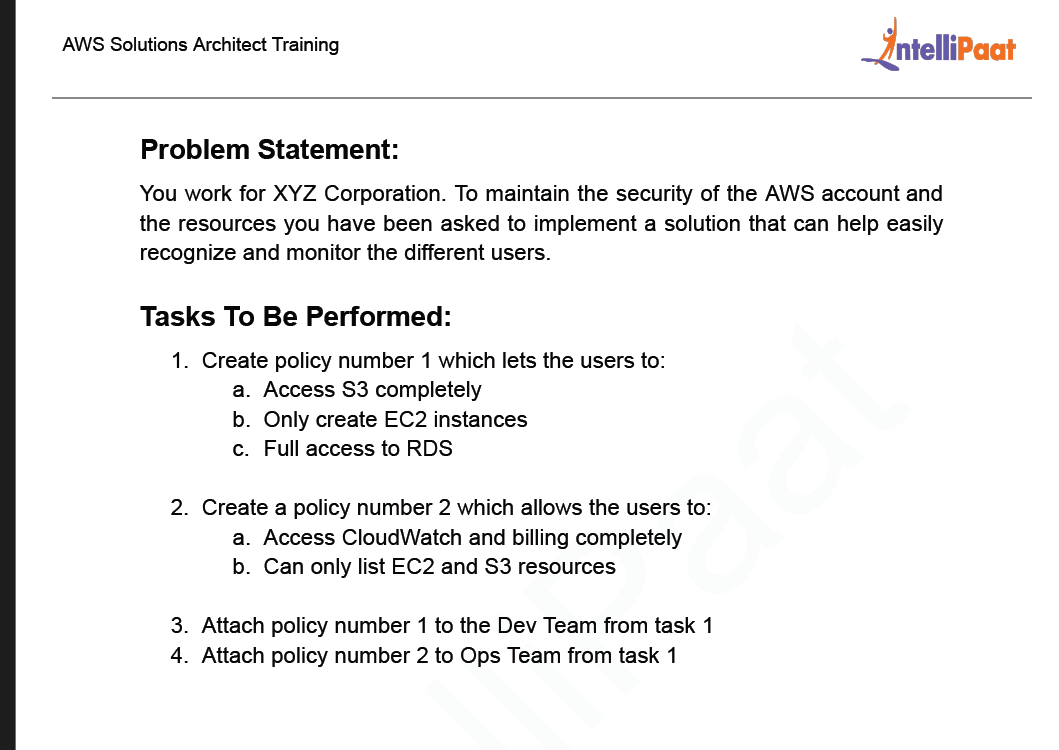 AWS Solutions Architect Training
IntelliPaat
Problem Statement:
You work for XYZ Corporation. To maintain the security of the AWS account and
the resources you have been asked to implement a solution that can help easily
recognize and monitor the different users.
Tasks To Be Performed:
1. Create policy number 1 which lets the users to:
a. Access S3 completely
b. Only create EC2 instances
c. Full access to RDS
2. Create a policy number 2 which allows the users to:
a. Access CloudWatch and billing completely
b. Can only list EC2 and S3 resources
3. Attach policy number 1 to the Dev Team from task 1
4. Attach policy number 2 to Ops Team from task 1
lliPaat